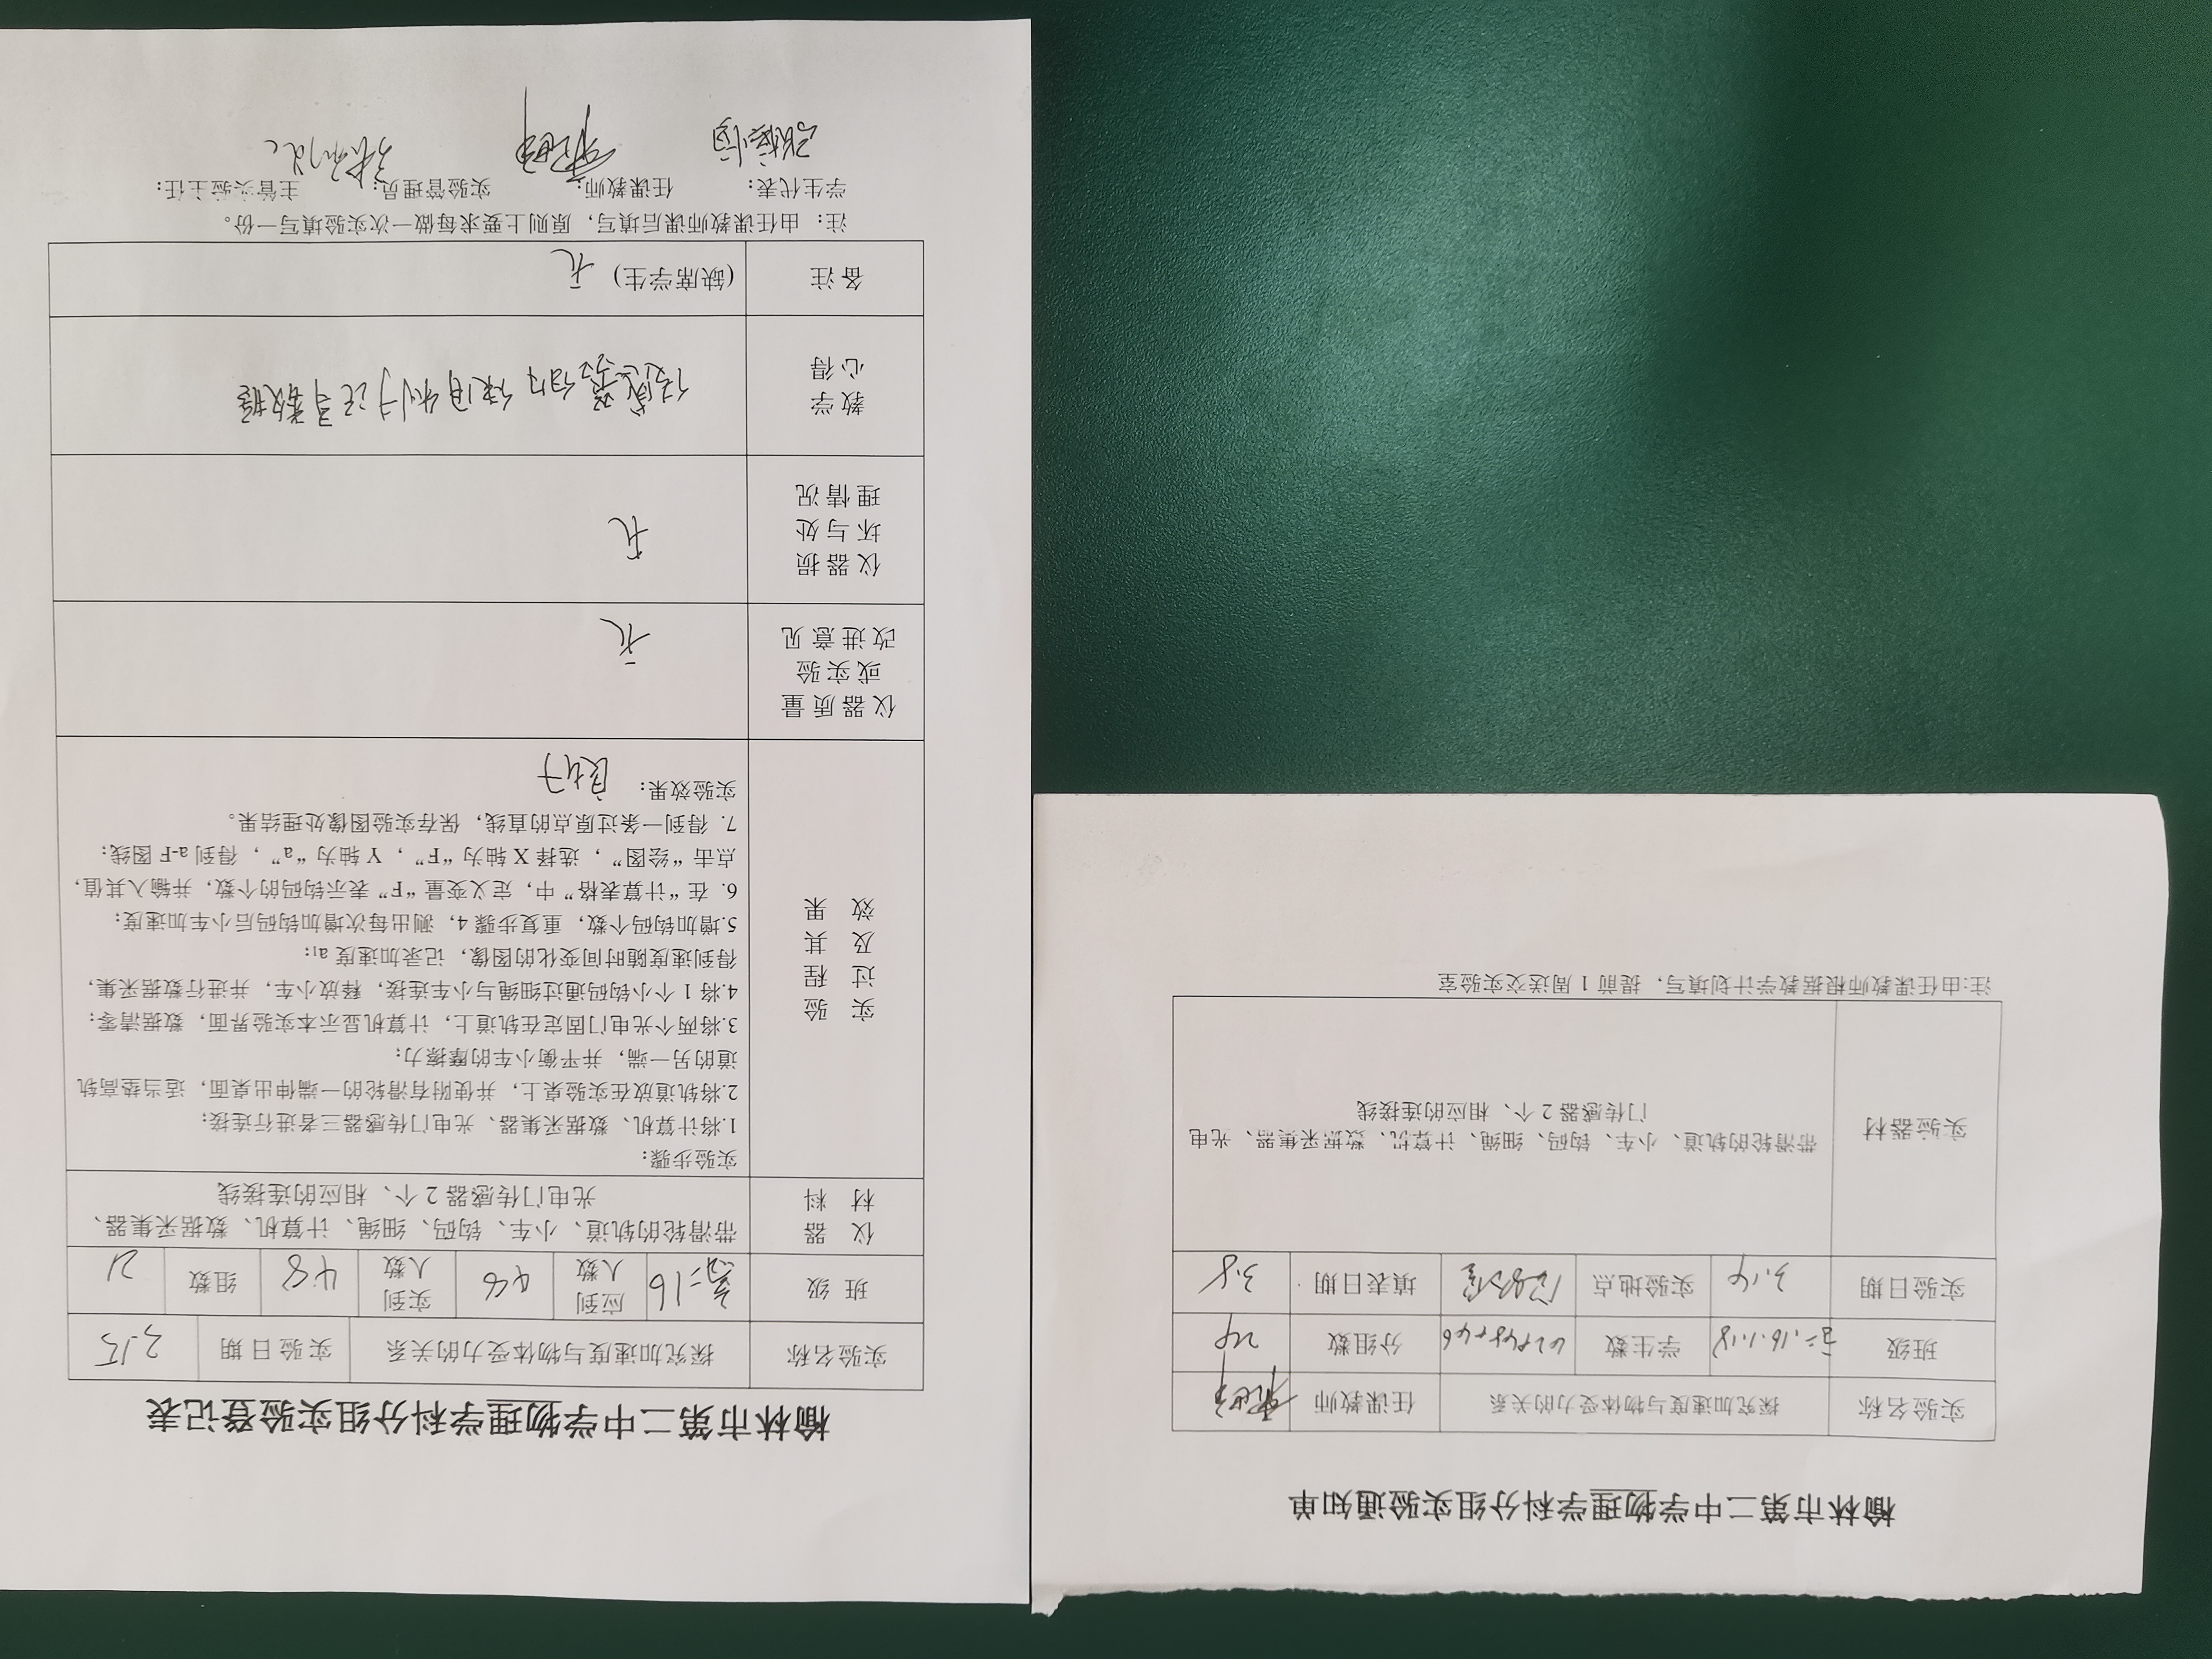 榆林市第二中学物理学科分组实验通知单
实验名称 探究加速度与物体受力的关系 任课教师
班级 学生数 分组数
实验日期 3.14 实验地点 实验室 填表日期 3.8
实验器材 带滑轮的轨道、小车、钩码、细绳、计算机、数据采集器、光电
门传感器 2 个、相应的连接线
注:由任课教师根据教学计划填写，提前 1 周送交实验室
榆林市第二中学物理学科分组实验登记表
实验名称 探究加速度与物体受力的关系 实验日期 3.15
班 级 高二16 应到人数 48 实到人数 48 组数 21
仪 器
材 料
带滑轮的轨道、小车、钩码、细绳、计算机、数据采集器、
光电门传感器 2 个、相应的连接线
实 验
过 程
及 其
效 果
实验步骤：
1.将计算机、数据采集器、光电门传感器三者进行连接；
2.将轨道放在实验桌上，并使附有滑轮的一端伸出桌面，适当垫高轨
道的另一端，并平衡小车的摩擦力；
3.将两个光电门固定在轨道上，计算机显示本实验界面，数据清零；
4.将 1 个小钩码通过细绳与小车连接，释放小车，并进行数据采集，
得到速度随时间变化的图像，记录加速度 a₁；
5.增加钩码个数，重复步骤 4，测出每次增加钩码后小车加速度；
6. 在“计算表格”中，定义变量“F”表示钩码的个数，并输入其值，
点击“绘图”，选择 X 轴为“F”，Y 轴为“a”，得到 a-F 图线；
7. 得到一条过原点的直线，保存实验图像处理结果。
实验效果： 良好
仪器质量
或实验
改进意见
无
仪器损
坏与处
理情况
无
教学
心得
备注 (缺席学生) 无
注：由任课教师课后填写，原则上要求每做一次实验填写一份。
学生代表： 任课教师： 实验管理员： 主管实验主任：